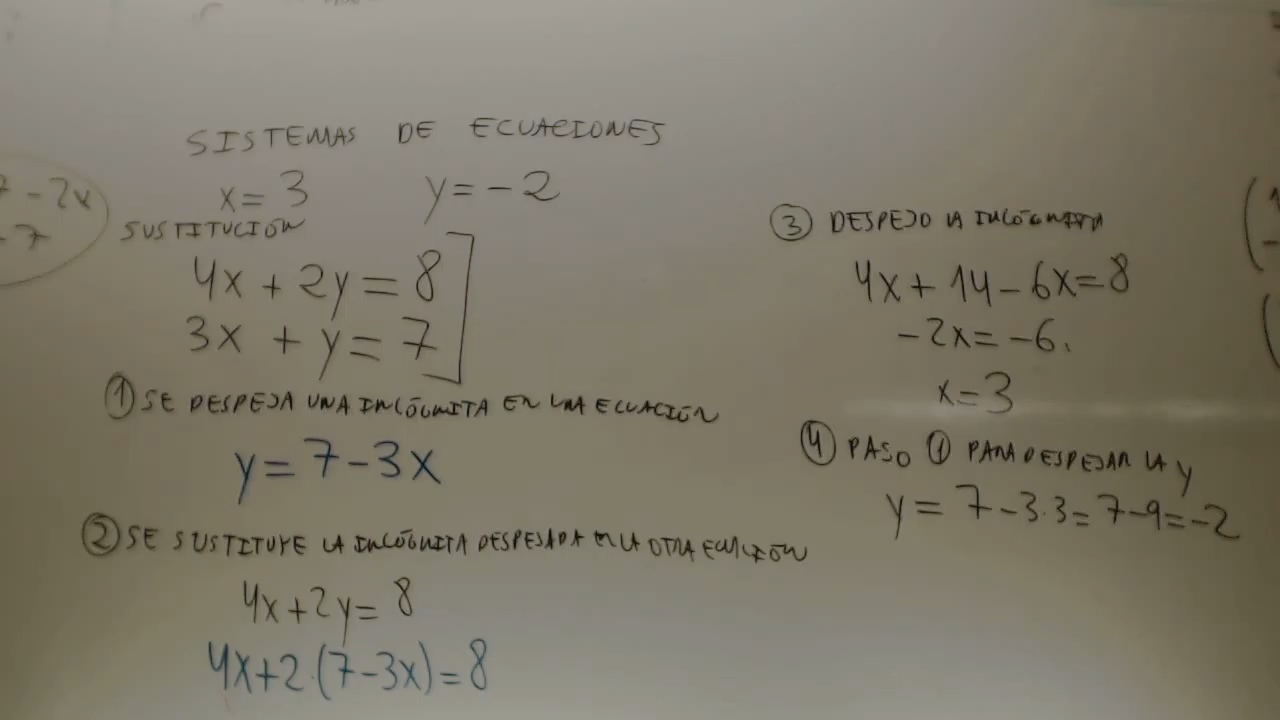 SISTEMAS DE ECUACIONES
x = 3 y = -2
- 2x
- 7
SUSTITUCIÓN
4x + 2y = 8
3x + y = 7
① SE DESPEJA UNA INCÓGNITA EN UNA ECUACIÓN
y = 7 - 3x
② SE SUSTITUYE LA INCÓGNITA DESPEJADA EN LA OTRA ECUACIÓN
4x + 2y = 8
4x + 2·(7 - 3x) = 8
③ DESPEJO LA INCÓGNITA
4x + 14 - 6x = 8
-2x = -6.
x = 3
④ PASO ① PARA DESPEJAR LA y
y = 7 - 3·3 = 7 - 9 = -2